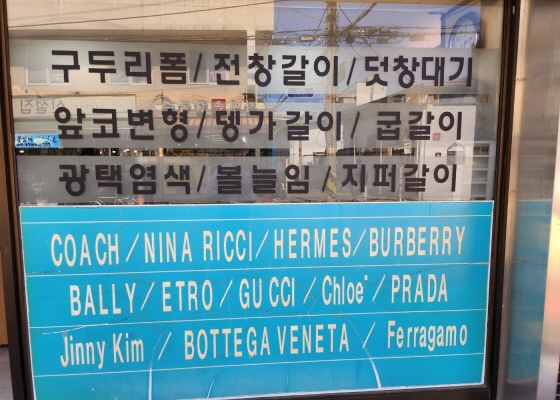 구두리폼/전창갈이/덧창대기
앞코변형/뎅가갈이/굽갈이
광택염색/볼늘임/지퍼갈이
COACH/NINA RICCI/HERMES/BURBERRY
BALLY/ETRO/GUCCI/Chloe/PRADA
Jinny Kim / BOTTEGA VENETA / Ferragamo